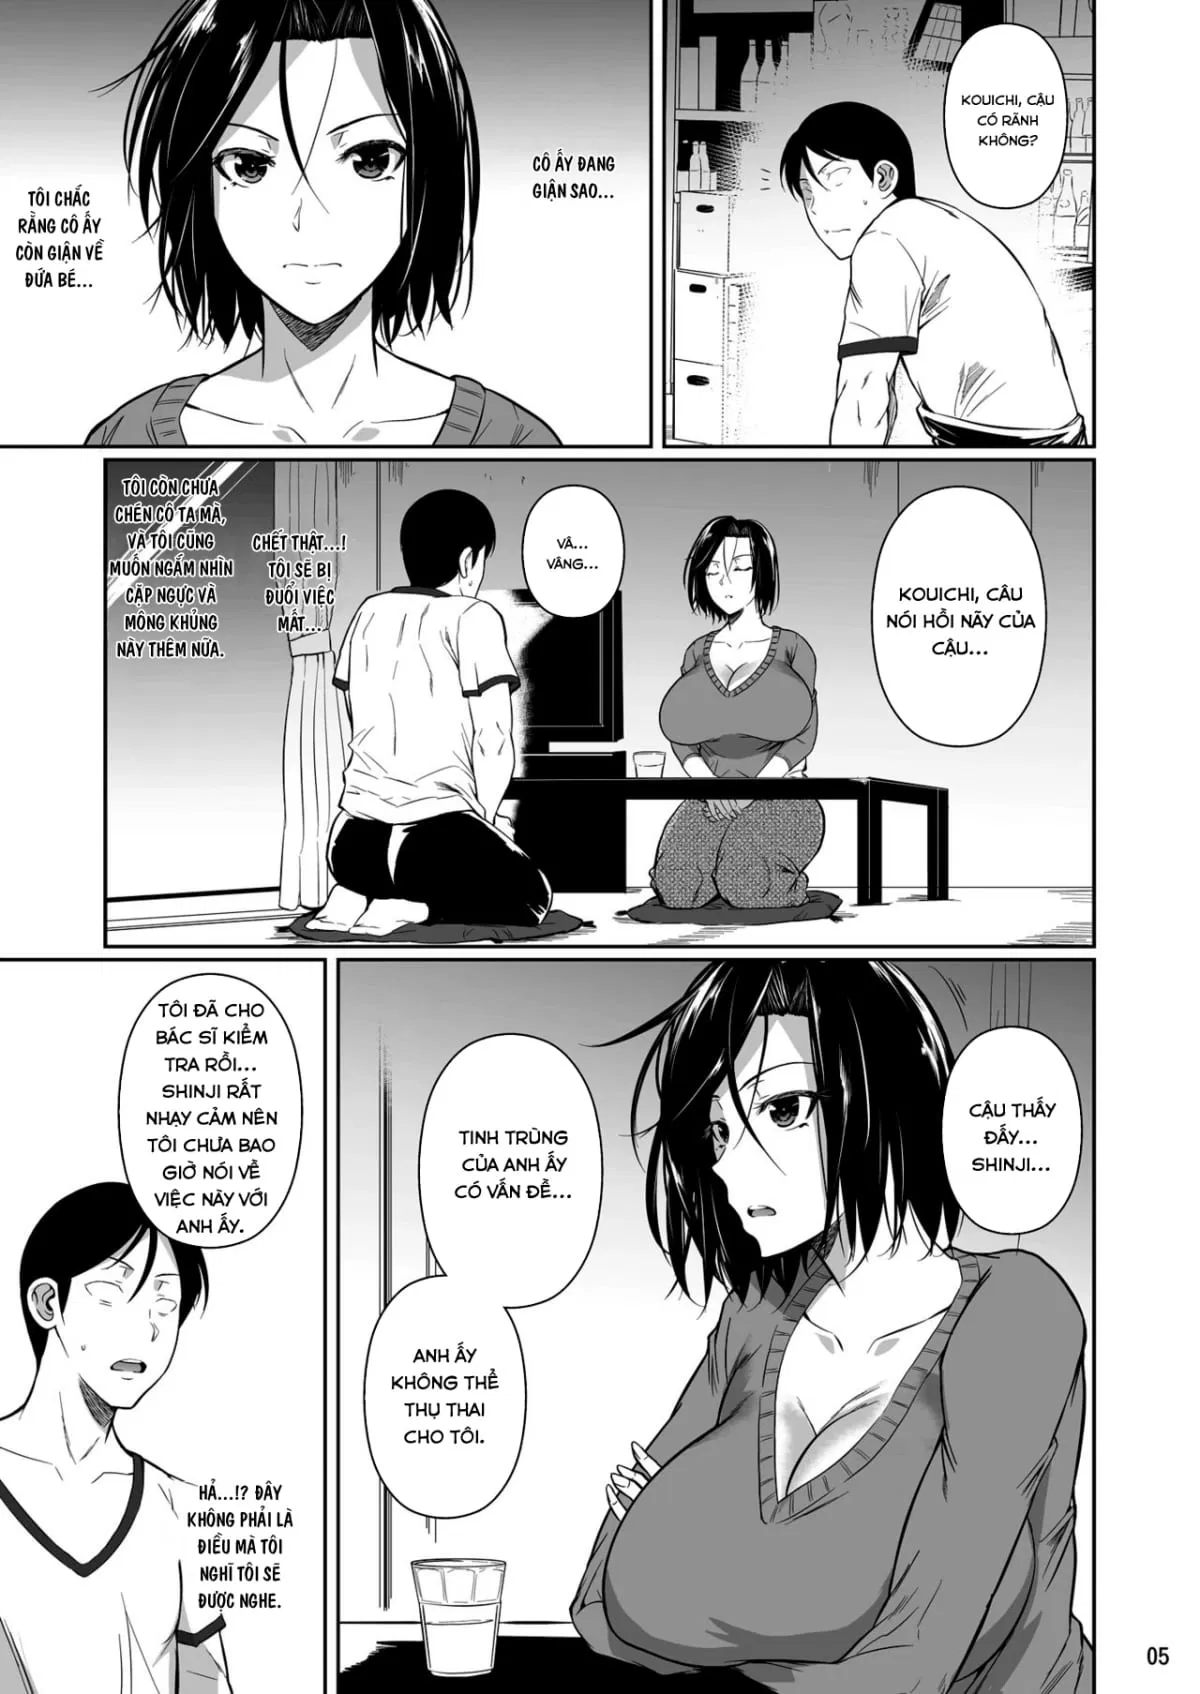 KOUICHI, CẬU
CÓ RÃNH
KHÔNG?
CÔ ẤY ĐANG
GIẬN SAO...
TÔI CHẮC
RẰNG CÔ ẤY
CÒN GIẬN VỀ
ĐỨA BÉ...
KOUICHI, CÂU
NÓI HỒI NÃY CỦA
CẬU...
VÂ...
VÂNG...
CHẾT THẬT...!
TÔI SẼ BỊ
ĐUỔI VIỆC
MẤT....
TÔI CÒN CHƯA
CHÉN CÔ TA MÀ,
VÀ TÔI CŨNG
MUỐN NGẮM NHÌN
CẶP NGỰC VÀ
MÔNG KHỦNG
NÀY THÊM NỮA.
CẬU THẤY
ĐẤY...
SHINJI...
TINH TRÙNG
CỦA ANH ẤY
CÓ VẤN ĐỀ...
ANH ẤY
KHÔNG THỂ
THỤ THAI
CHO TÔI.
TÔI ĐÃ CHO
BÁC SĨ KIỂM
TRA RỒI...
SHINJI RẤT
NHẠY CẢM NÊN
TÔI CHƯA BAO
GIỜ NÓI VỀ
VIỆC NÀY VỚI
ANH ẤY.
HẢ...!? ĐÂY
KHÔNG PHẢI LÀ
ĐIỀU MÀ TÔI
NGHĨ TÔI SẼ
ĐƯỢC NGHE.
05